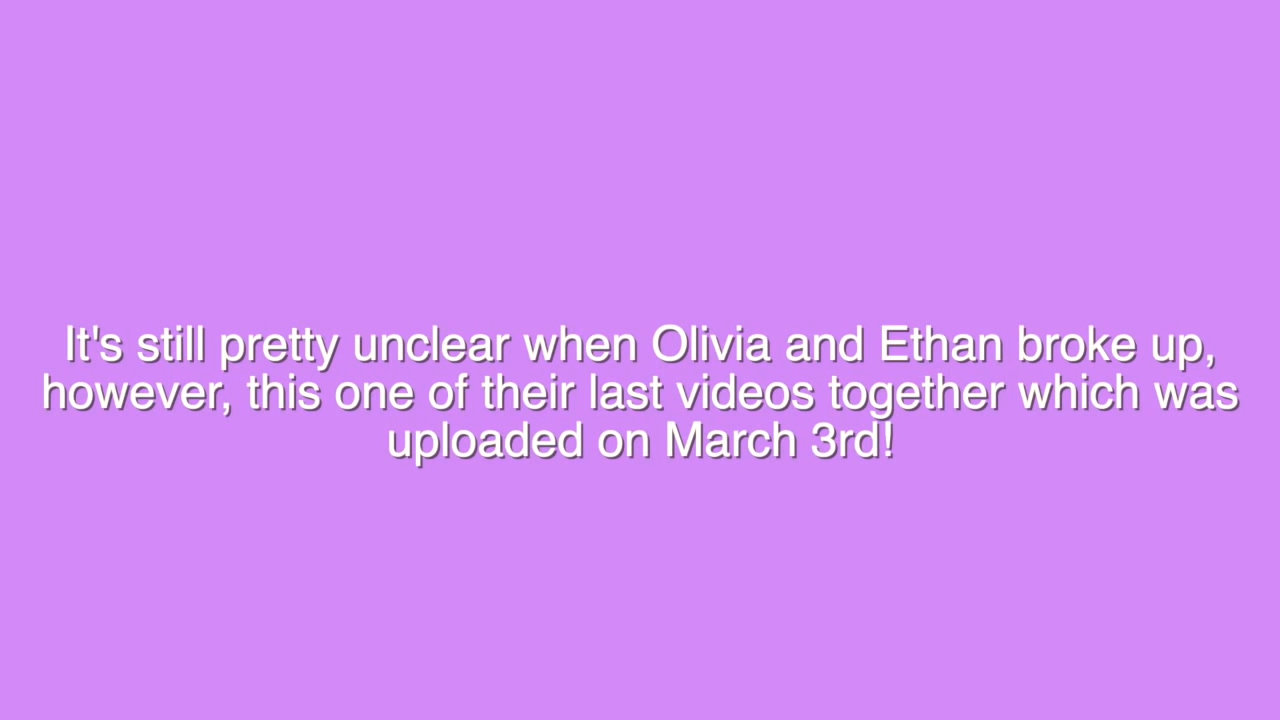 It's still pretty unclear when Olivia and Ethan broke up,
however, this one of their last videos together which was
uploaded on March 3rd!